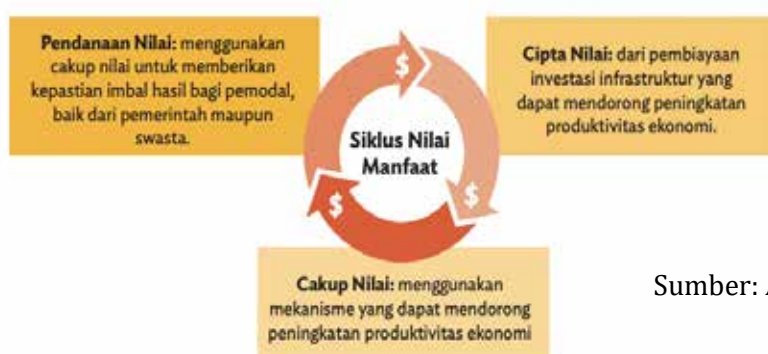 Pendanaan Nilai: menggunakan
cakup nilai untuk memberikan
kepastian imbal hasil bagi pemodal,
baik dari pemerintah maupun
swasta.
Cipta Nilai: dari pembiayaan
investasi infrastruktur yang
dapat mendorong peningkatan
produktivitas ekonomi.
$
$
$
Siklus Nilai
Manfaat
Cakup Nilai: menggunakan
mekanisme yang dapat mendorong
peningkatan produktivitas ekonomi
Sumber: